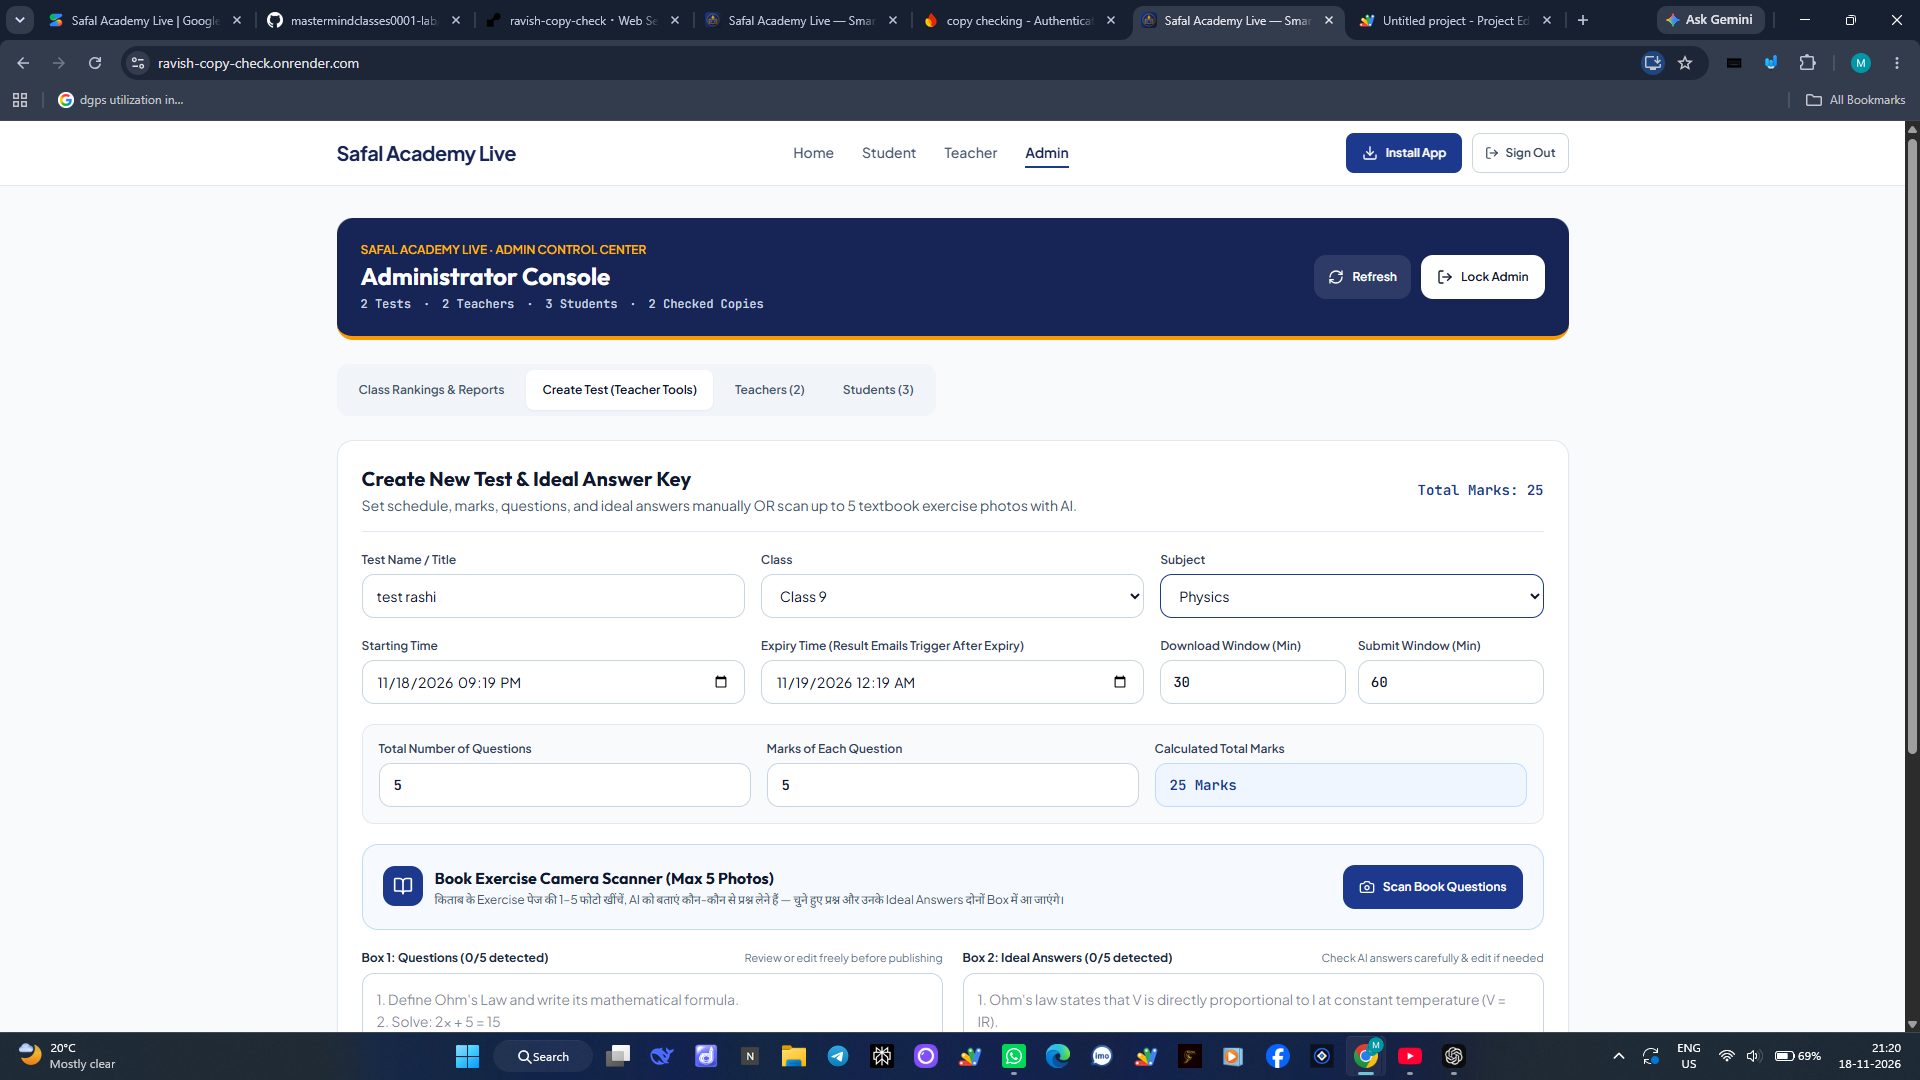 Safal Academy Live | Google
mastermindclasses0001-lab
ravish-copy-check · Web Se
Safal Academy Live — Smar
copy checking - Authenticat
Safal Academy Live — Smar
Untitled project - Project Ed
Ask Gemini
ravish-copy-check.onrender.com
M
dgps utilization in...
All Bookmarks
Safal Academy Live
Home
Student
Teacher
Admin
Install App
Sign Out
SAFAL ACADEMY LIVE · ADMIN CONTROL CENTER
Administrator Console
2 Tests · 2 Teachers · 3 Students · 2 Checked Copies
Refresh
Lock Admin
Class Rankings & Reports
Create Test (Teacher Tools)
Teachers (2)
Students (3)
Create New Test & Ideal Answer Key
Set schedule, marks, questions, and ideal answers manually OR scan up to 5 textbook exercise photos with AI.
Total Marks: 25
Test Name / Title
Class
Subject
test rashi
Class 9
Physics
Starting Time
Expiry Time (Result Emails Trigger After Expiry)
Download Window (Min)
Submit Window (Min)
11/18/2026 09:19 PM
11/19/2026 12:19 AM
30
60
Total Number of Questions
Marks of Each Question
Calculated Total Marks
5
5
25 Marks
Book Exercise Camera Scanner (Max 5 Photos)
किताब के Exercise पेज की 1–5 फोटो खींचें, AI को बताएं कौन-कौन से प्रश्न लेने हैं — चुने हुए प्रश्न और उनके Ideal Answers दोनों Box में आ जाएंगे।
Scan Book Questions
Box 1: Questions (0/5 detected)
Review or edit freely before publishing
Box 2: Ideal Answers (0/5 detected)
Check AI answers carefully & edit if needed
1. Define Ohm's Law and write its mathematical formula.
2. Solve: 2x + 5 = 15
1. Ohm's law states that V is directly proportional to I at constant temperature (V =
IR).
20°C
Mostly clear
Search
N
imo
M
ENG
US
69%
21:20
18-11-2026